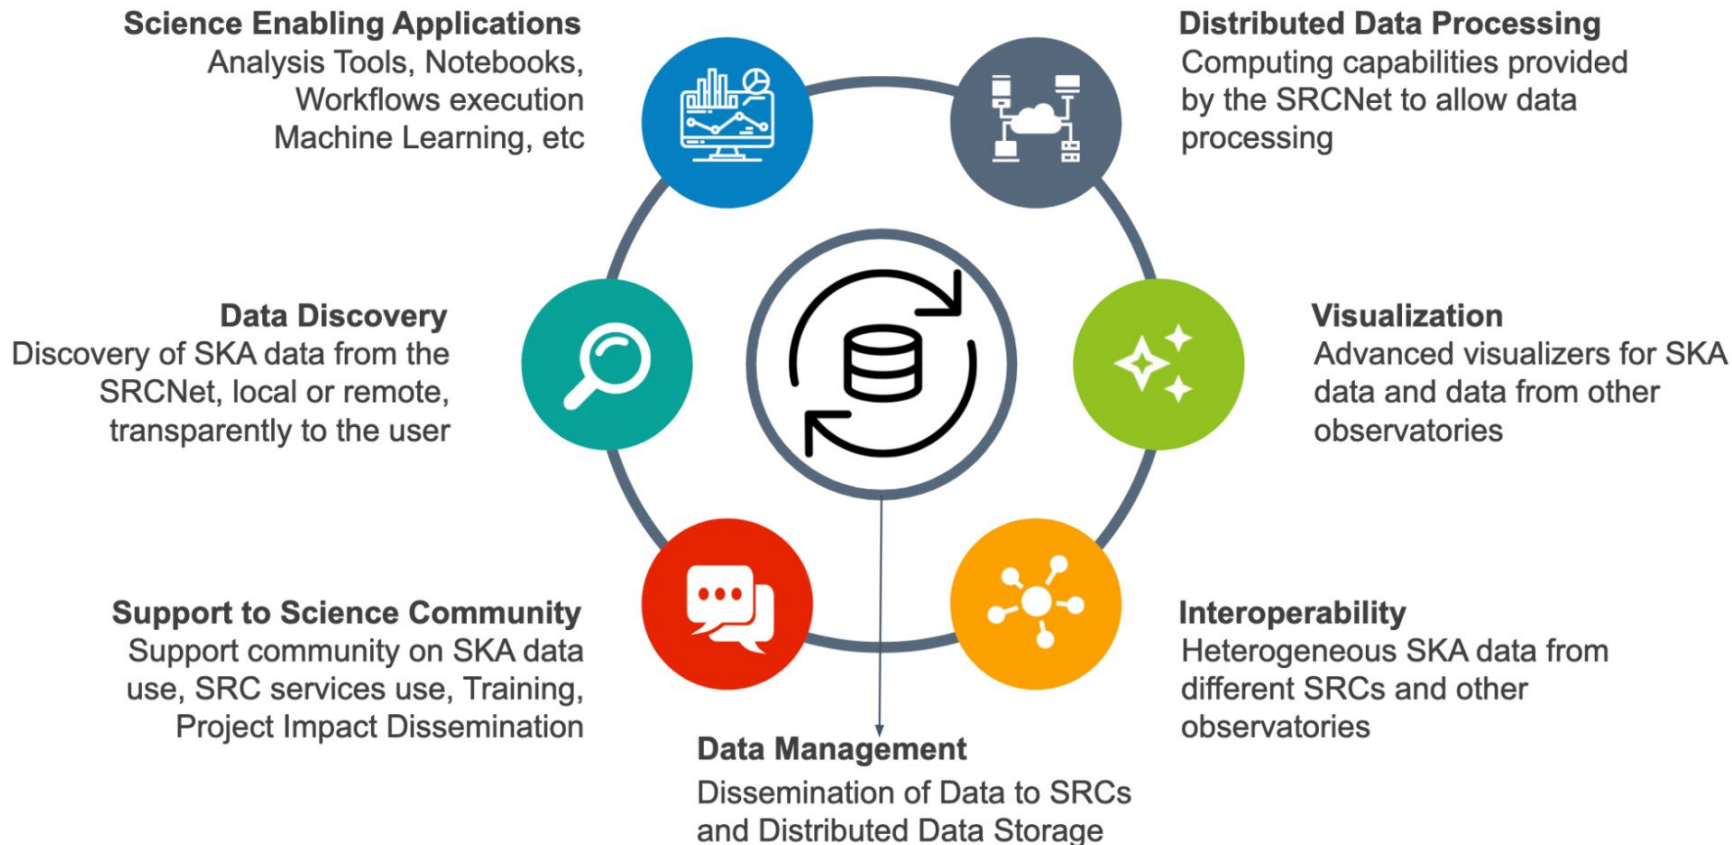 Science Enabling Applications
Analysis Tools, Notebooks,
Workflows execution
Machine Learning, etc
Distributed Data Processing
Computing capabilities provided
by the SRCNet to allow data
processing
Data Discovery
Discovery of SKA data from the
SRCNet, local or remote,
transparently to the user
Visualization
Advanced visualizers for SKA
data and data from other
observatories
Support to Science Community
Support community on SKA data
use, SRC services use, Training,
Project Impact Dissemination
Interoperability
Heterogeneous SKA data from
different SRCs and other
observatories
Data Management
Dissemination of Data to SRCs
and Distributed Data Storage